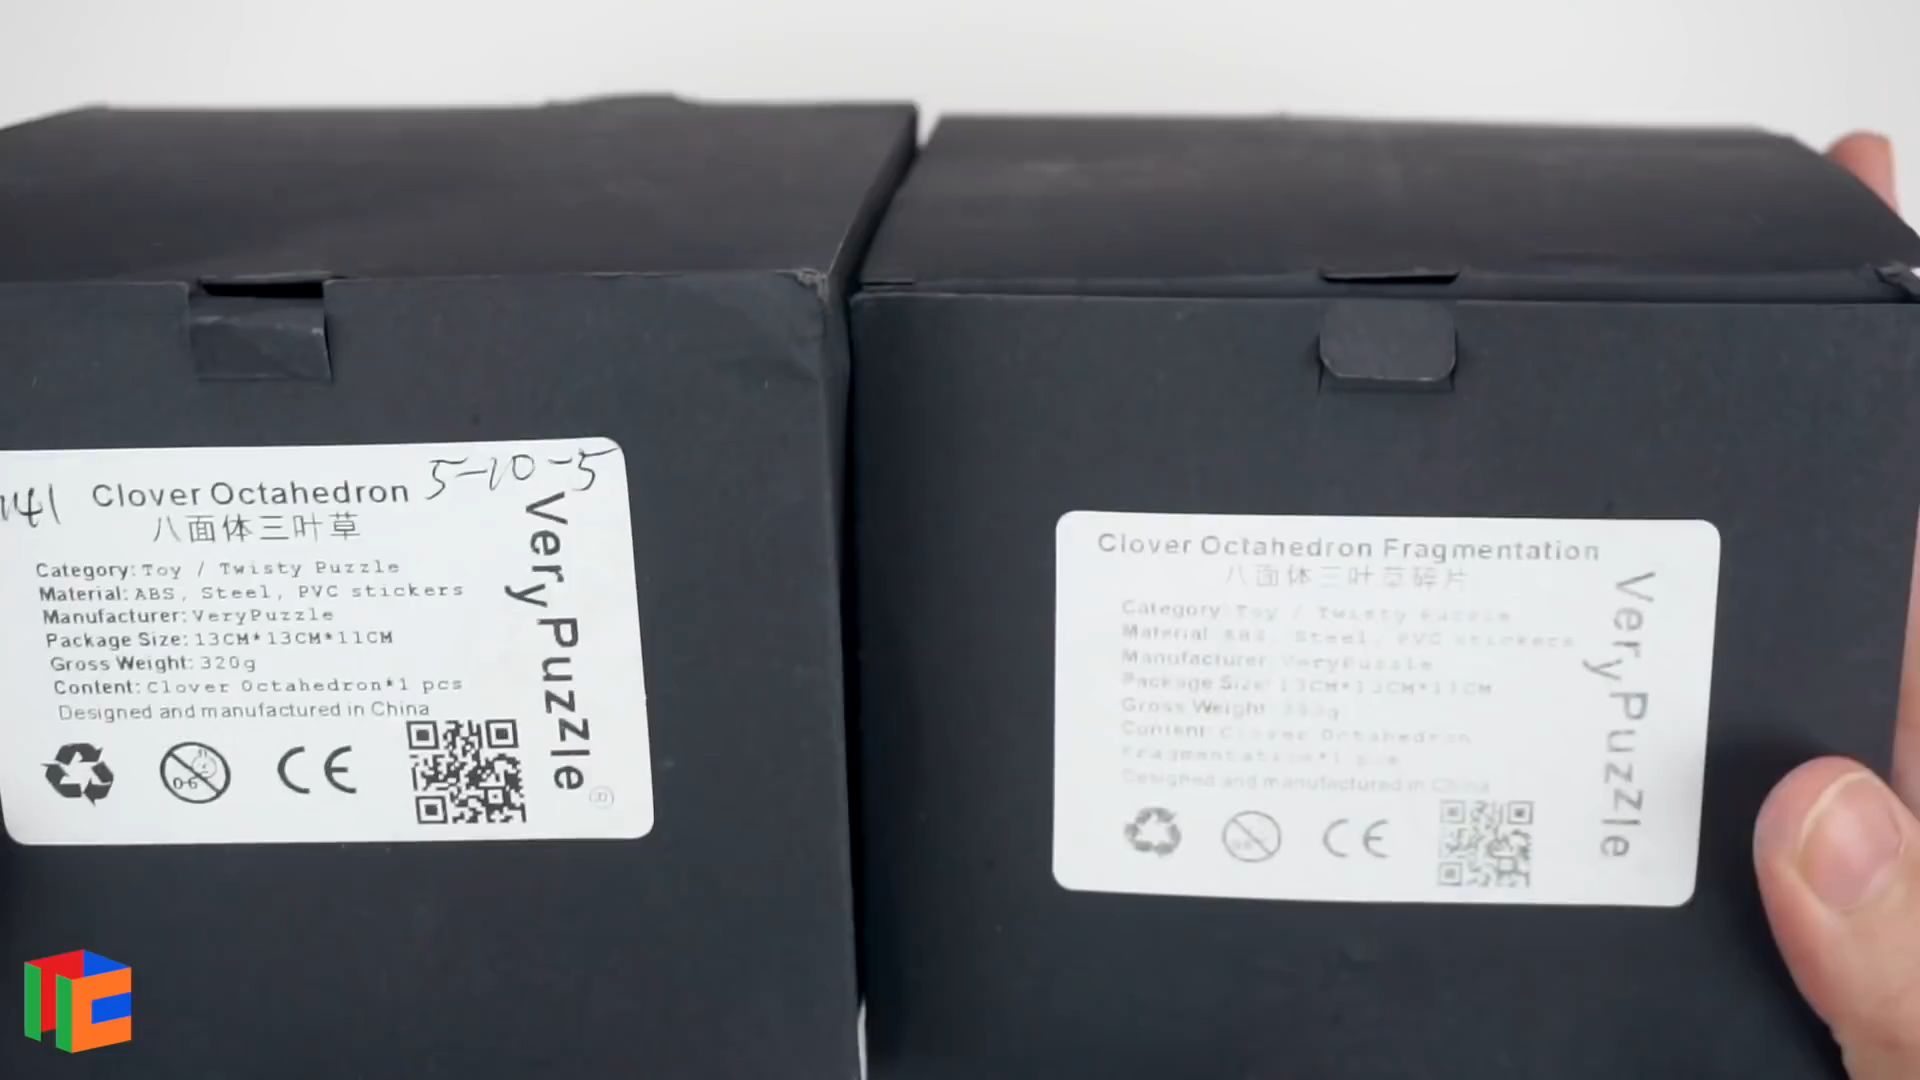 Clover Octahedron 5-10-5
八面体三叶草
Category: Toy / Twisty Puzzle
Material: ABS, Steel, PVC stickers
Manufacturer: VeryPuzzle
Package Size: 13CM*13CM*11CM
Gross Weight: 320g
Content: Clover Octahedron*1 pcs
Designed and manufactured in China
0-6
CE
VeryPuzzle
Clover Octahedron Fragmentation
八面体三叶草碎片
Category: Toy / Twisty Puzzle
Material: ABS, Steel, PVC stickers
Manufacturer: VeryPuzzle
Package Size: 13CM*13CM*11CM
Gross Weight:
Content: Clover Octahedron
Fragmentation*1 pcs
Designed and manufactured in China
CE
VeryPuzzle